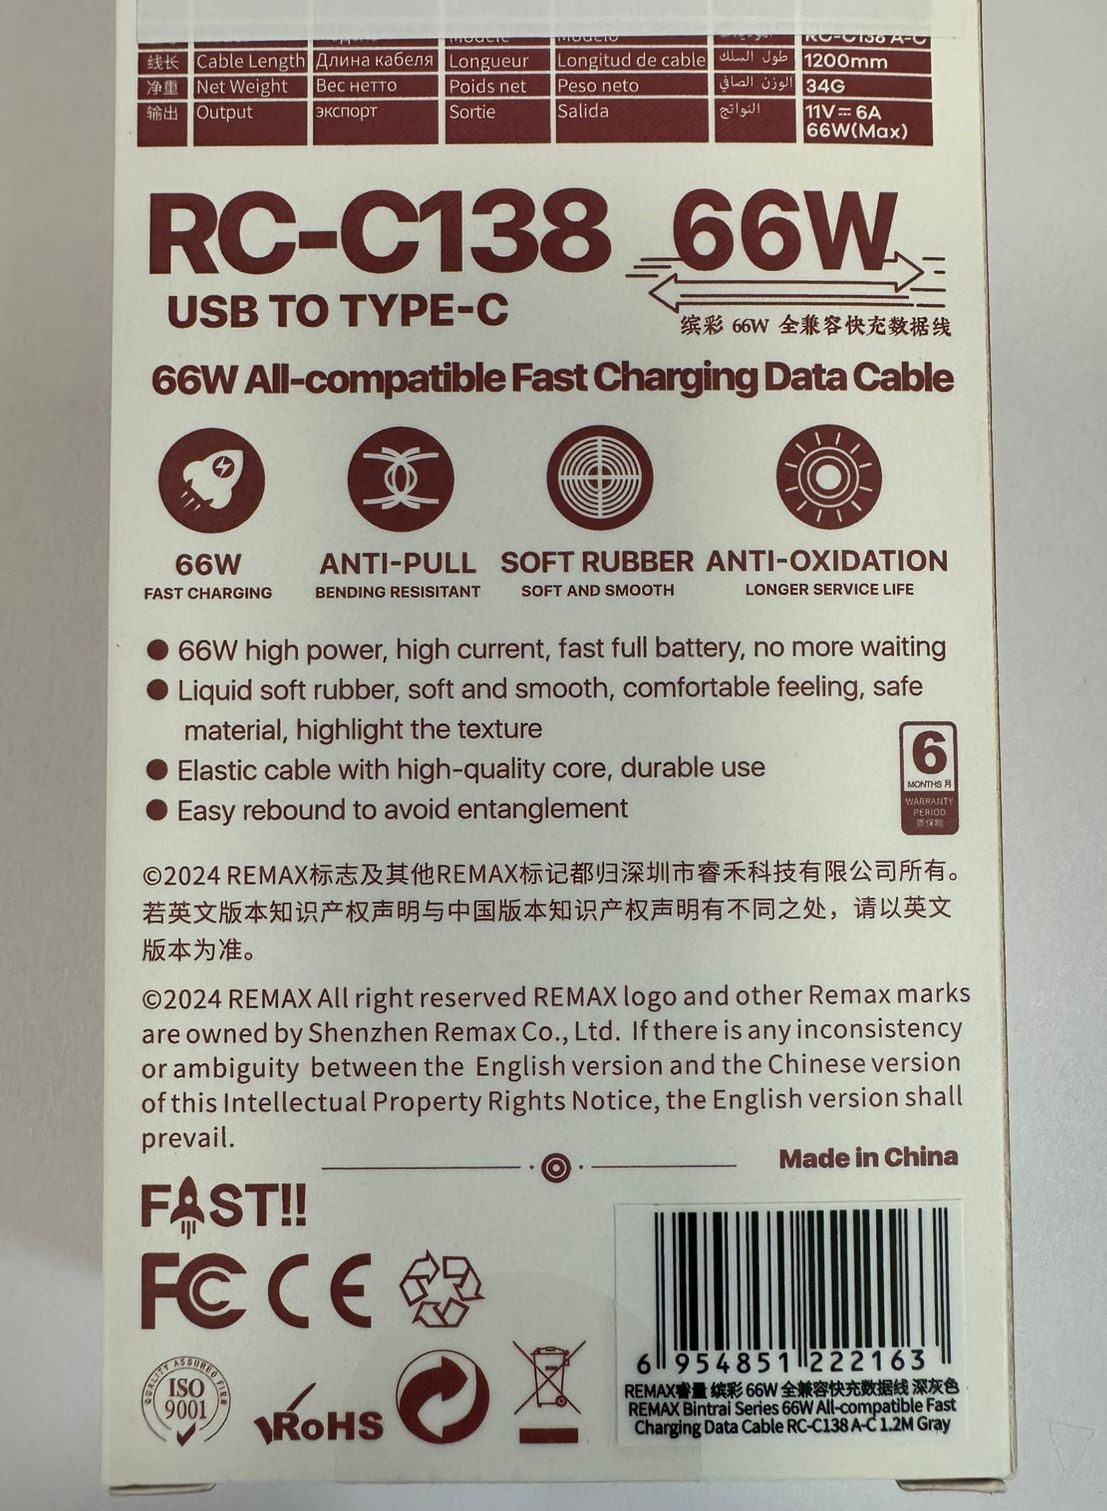 RC-C138 A-C
线长 Cable Length Длина кабеля Longueur Longitud de cable طول السلك 1200mm
净重 Net Weight Вес нетто Poids net Peso neto الوزن الصافي 34G
输出 Output экспорт Sortie Salida النواتج 11V⎓6A
66W(Max)
RC-C138 66W
USB TO TYPE-C
缤彩 66W 全兼容快充数据线
66W All-compatible Fast Charging Data Cable
66W ANTI-PULL SOFT RUBBER ANTI-OXIDATION
FAST CHARGING BENDING RESISITANT SOFT AND SMOOTH LONGER SERVICE LIFE
● 66W high power, high current, fast full battery, no more waiting
● Liquid soft rubber, soft and smooth, comfortable feeling, safe
material, highlight the texture
● Elastic cable with high-quality core, durable use
● Easy rebound to avoid entanglement
6
MONTHS 月
WARRANTY
PERIOD
质保期
©2024 REMAX标志及其他REMAX标记都归深圳市睿禾科技有限公司所有。
若英文版本知识产权声明与中国版本知识产权声明有不同之处，请以英文
版本为准。
©2024 REMAX All right reserved REMAX logo and other Remax marks
are owned by Shenzhen Remax Co., Ltd. If there is any inconsistency
or ambiguity between the English version and the Chinese version
of this Intellectual Property Rights Notice, the English version shall
prevail.
Made in China
FAST!!
FC CE
QUALITY ASSURED FIRM
ISO
9001
RoHS
6 954851 222163
REMAX睿量 缤彩 66W 全兼容快充数据线 深灰色
REMAX Bintrai Series 66W All-compatible Fast
Charging Data Cable RC-C138 A-C 1.2M Gray